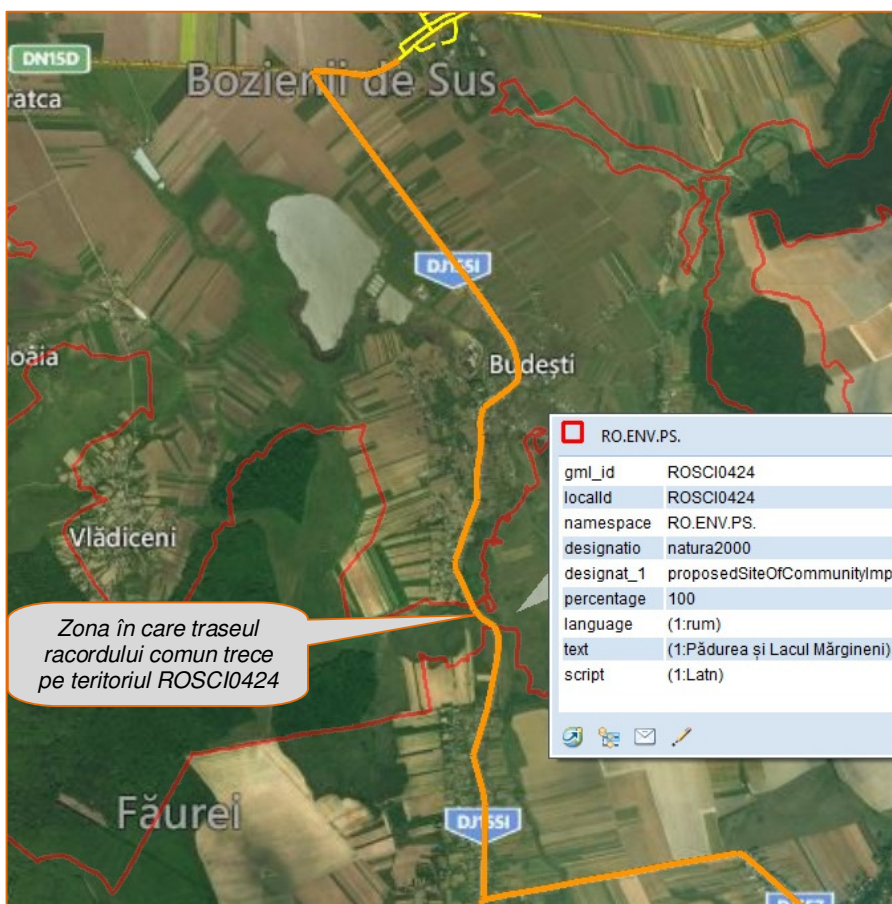 DN15D
Bozienii de Sus
rătca
DJ155I
loâia
Budești
RO.ENV.PS.
gml_id ROSCI0424
localId ROSCI0424
namespace RO.ENV.PS.
designatio natura2000
designat_1 proposedSiteOfCommunityImp
percentage 100
language (1:rum)
text (1:Pădurea și Lacul Mărgineni)
script (1:Latn)
Vlădiceni
Zona în care traseul
racordului comun trece
pe teritoriul ROSCI0424
Făurei
DJ155I